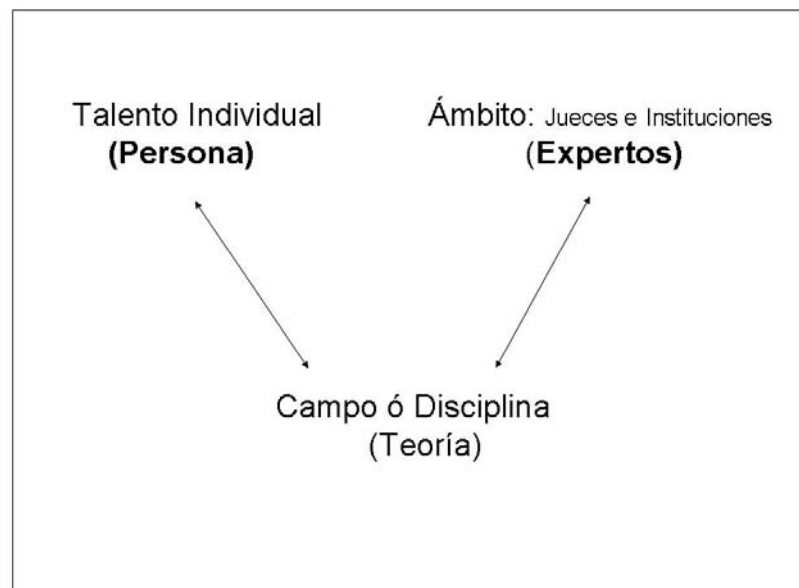 Talento Individual
(Persona)
Ámbito: Jueces e Instituciones
(Expertos)
Campo ó Disciplina
(Teoría)